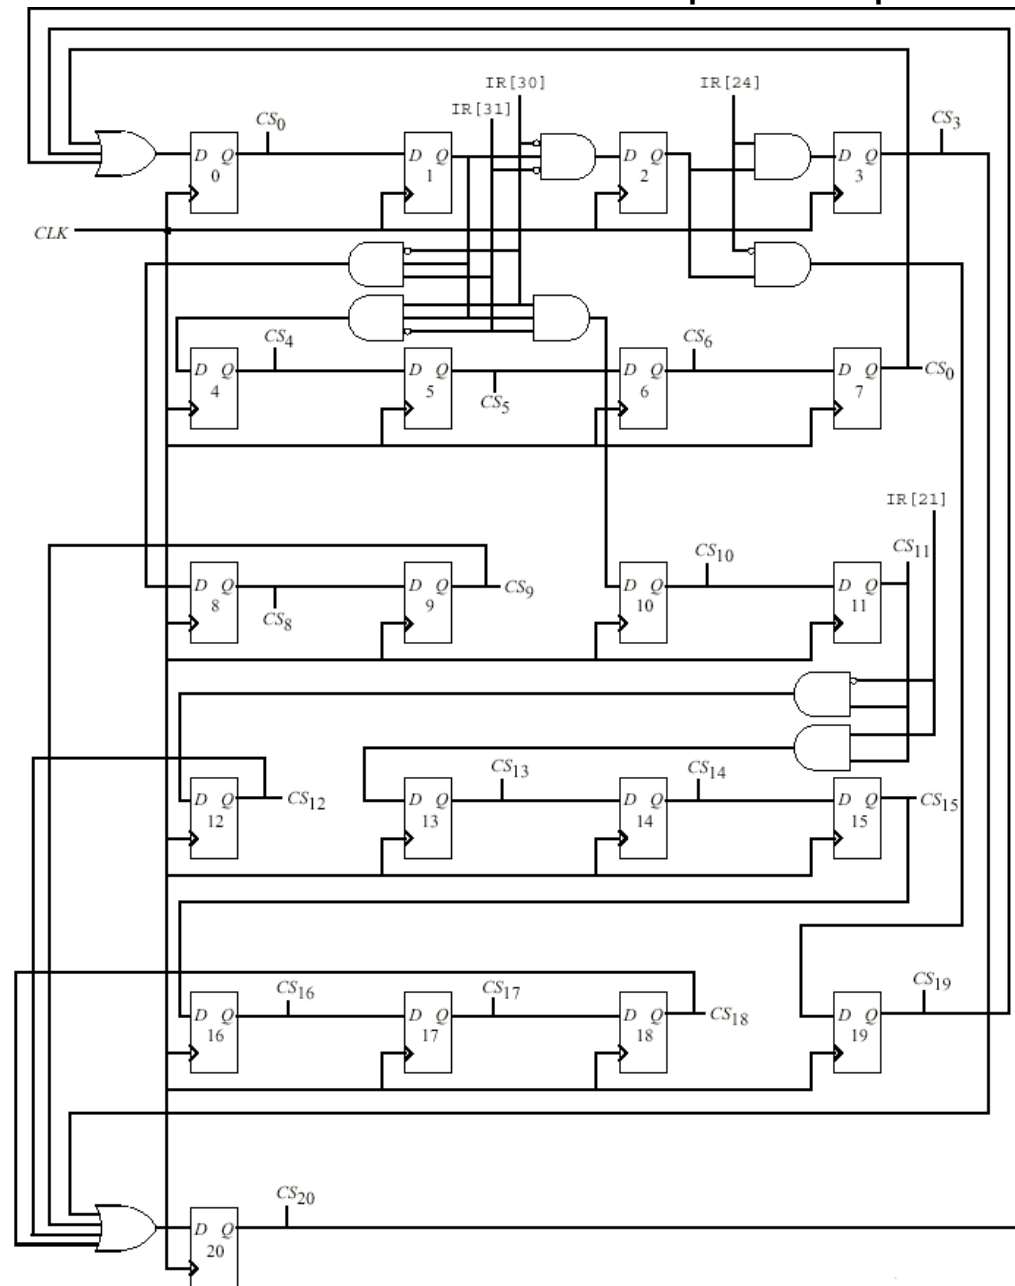 IR[30]
IR[24]
IR[31]
CS0
CS3
D Q
0
D Q
1
D Q
2
D Q
3
CLK
CS4
CS6
D Q
4
D Q
5
D Q
6
D Q
7
CS0
CS5
IR[21]
CS10
CS11
D Q
8
D Q
9
CS9
D Q
10
D Q
11
CS8
CS13
CS14
D Q
12
CS12
D Q
13
D Q
14
D Q
15
CS15
CS16
CS17
CS19
D Q
16
D Q
17
D Q
18
CS18
D Q
19
CS20
D Q
20